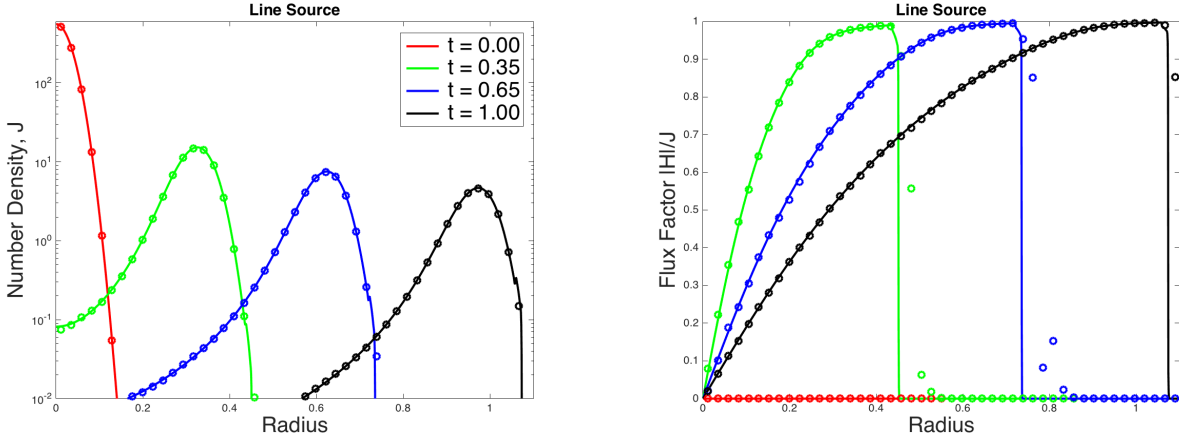 Line Source
Number Density, J
10^2
10^1
10^0
10^-1
10^-2
t = 0.00
t = 0.35
t = 0.65
t = 1.00
0 0.2 0.4 0.6 0.8 1
Radius
Line Source
Flux Factor |H|/J
1
0.9
0.8
0.7
0.6
0.5
0.4
0.3
0.2
0.1
0
0 0.2 0.4 0.6 0.8 1
Radius